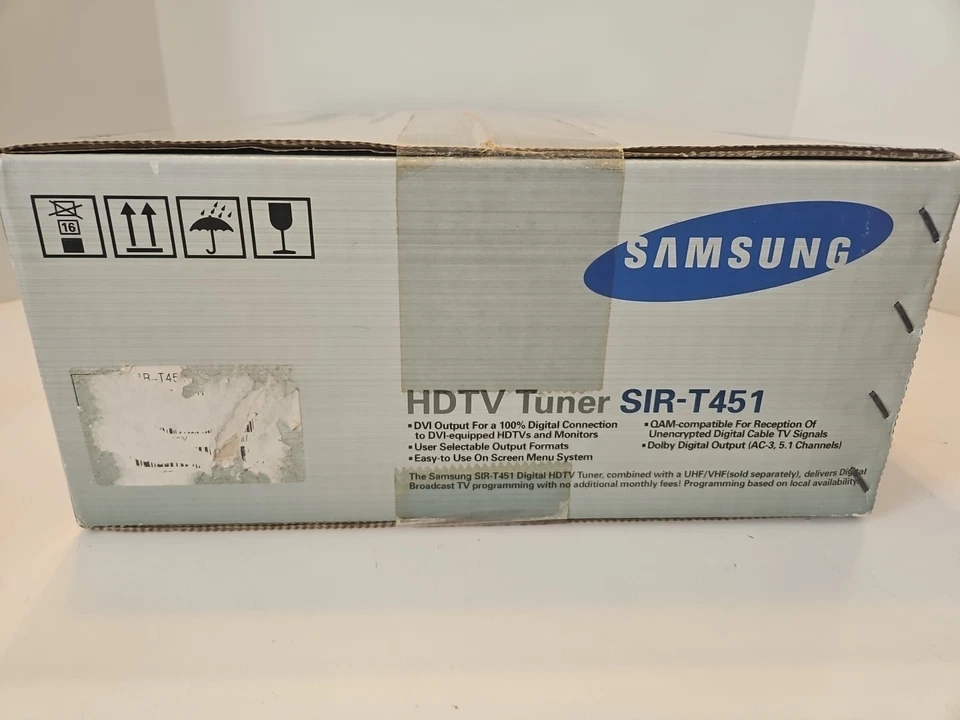 16
SAMSUNG
HDTV Tuner SIR-T451
▪ DVI Output For a 100% Digital Connection
to DVI-equipped HDTVs and Monitors
▪ User Selectable Output Formats
▪ Easy-to Use On Screen Menu System
▪ QAM-compatible For Reception Of
Unencrypted Digital Cable TV Signals
▪ Dolby Digital Output (AC-3, 5.1 Channels)
The Samsung SIR-T451 Digital HDTV Tuner, combined with a UHF/VHF(sold separately), delivers Digital
Broadcast TV programming with no additional monthly fees! Programming based on local availability.